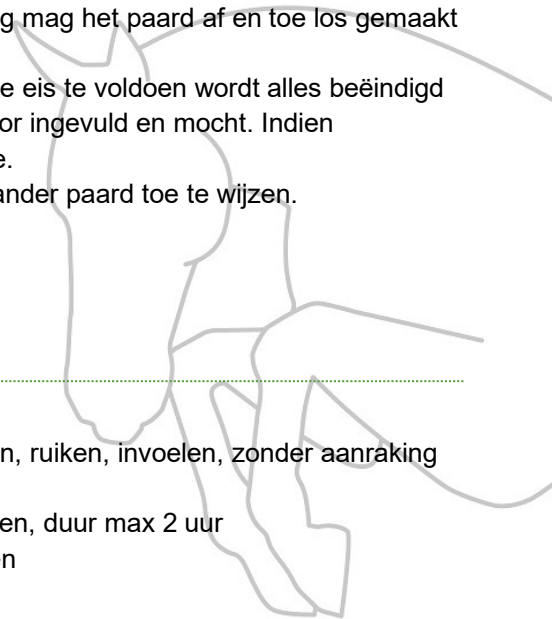 g mag het paard af en toe los gemaakt
e eis te voldoen wordt alles beëindigd
or ingevuld en mocht. Indien
e.
ander paard toe te wijzen.
n, ruiken, invoelen, zonder aanraking
en, duur max 2 uur
n